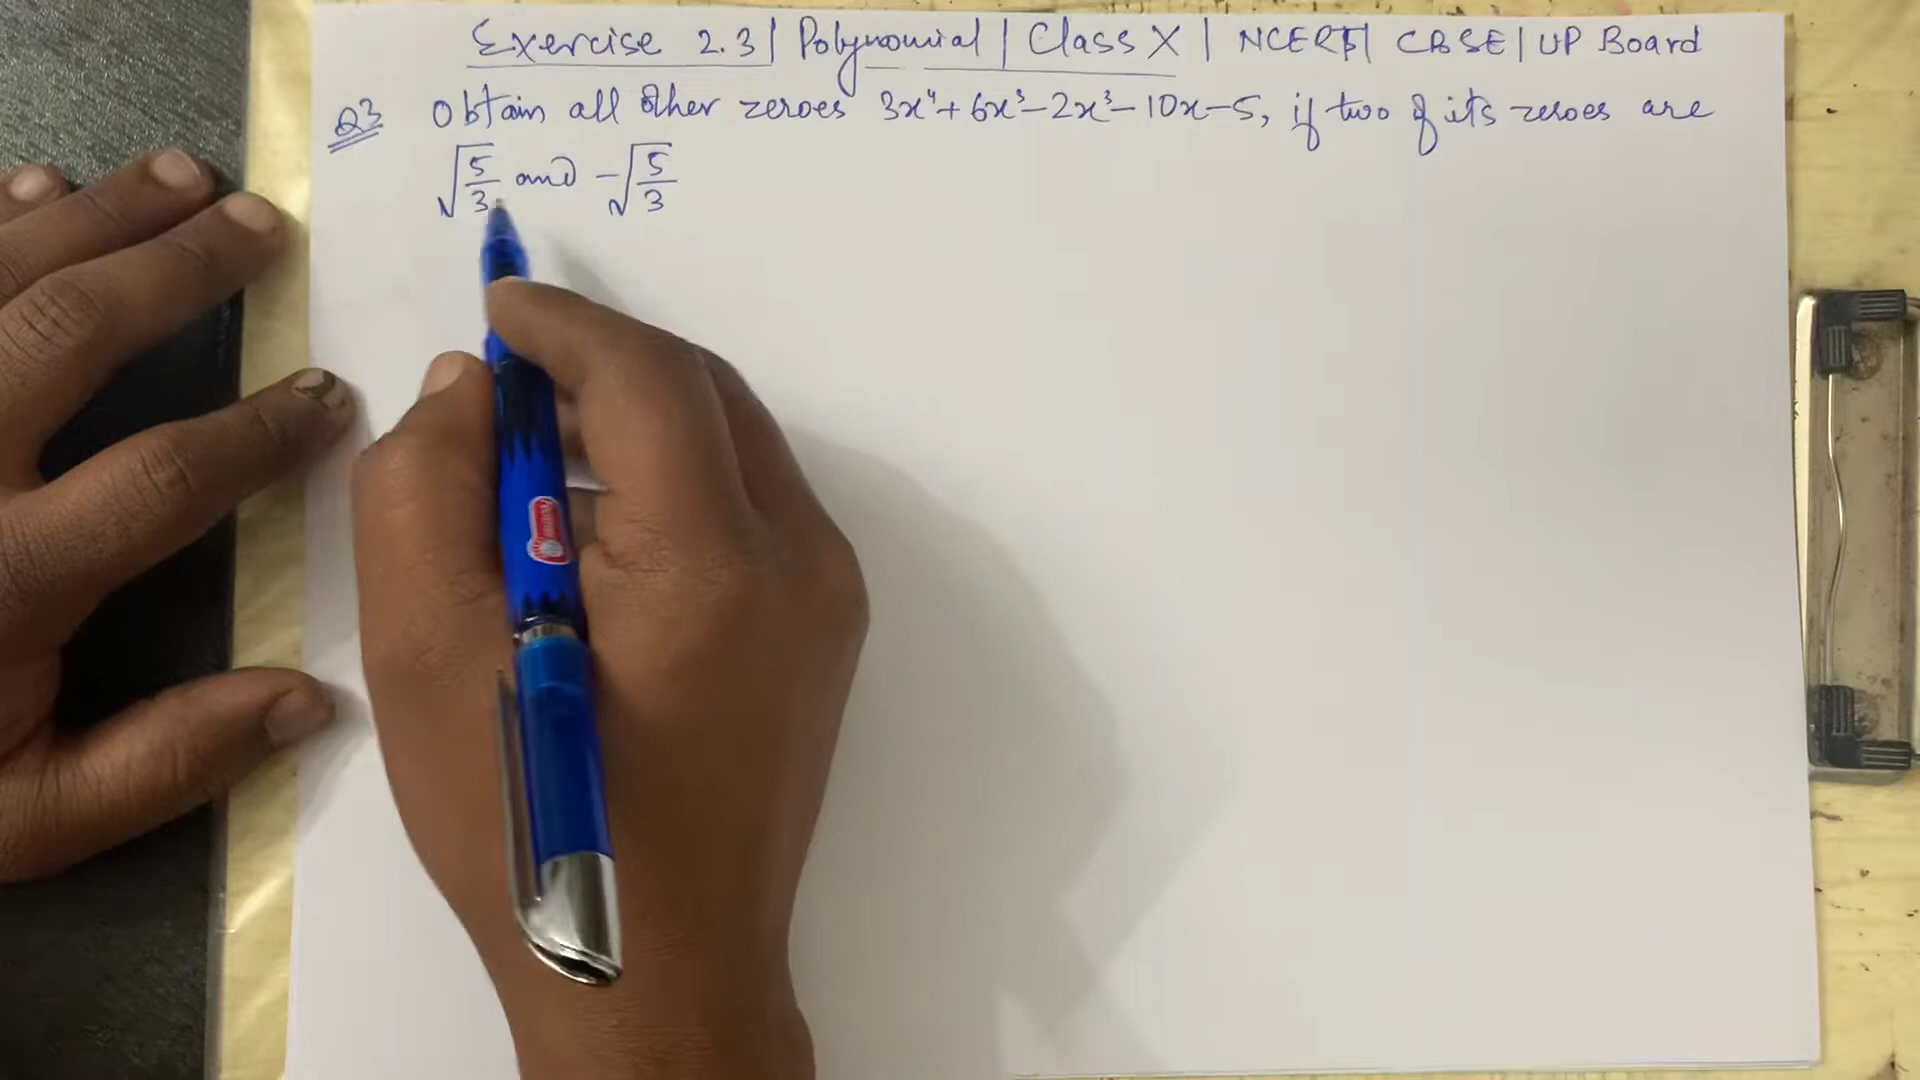 Exercise 2.3 | Polynomial | Class X | NCERT | CBSE | UP Board
Q3 Obtain all other zeroes 3x⁴+6x³-2x³-10x-5, if two of its zeroes are
√5/3 and -√5/3